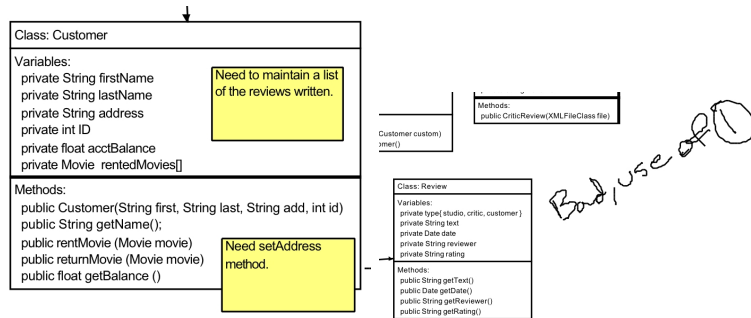 Class: Customer
Variables:
private String firstName
private String lastName
private String address
private int ID
private float acctBalance
private Movie rentedMovies[]
Need to maintain a list
of the reviews written.
Methods:
public Customer(String first, String last, String add, int id)
public String getName();
public rentMovie (Movie movie)
public returnMovie (Movie movie)
public float getBalance ()
Need setAddress
method.
Customer custom)
omer()
Methods:
public CriticReview(XMLFileClass file)
Class: Review
Variables:
private type{ studio, critic, customer }
private String text
private Date date
private String reviewer
private String rating
Methods:
public String getText()
public Date getDate()
public String getReviewer()
public String getRating()
Bad, use of 1